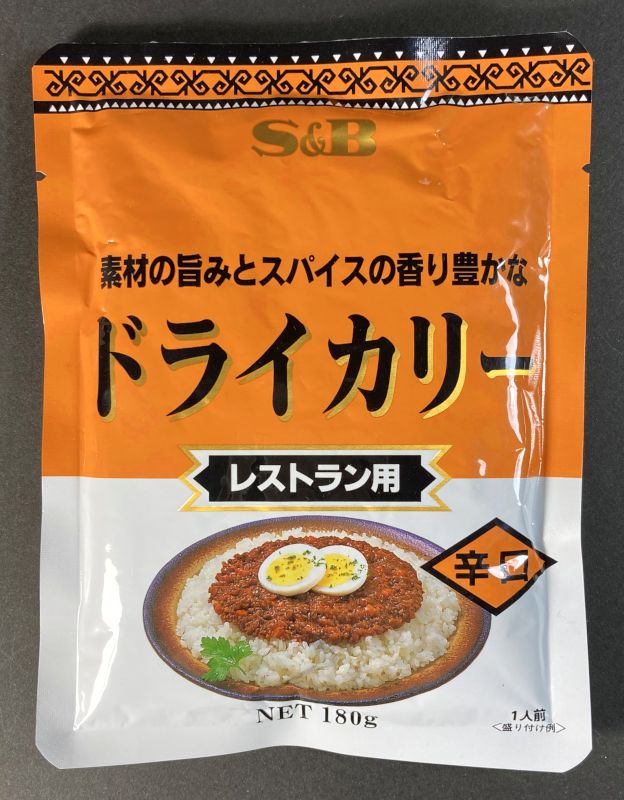 S&B
素材の旨みとスパイスの香り豊かな
ドライカリー
レストラン用
辛口
NET 180g
1人前
<盛り付け例>